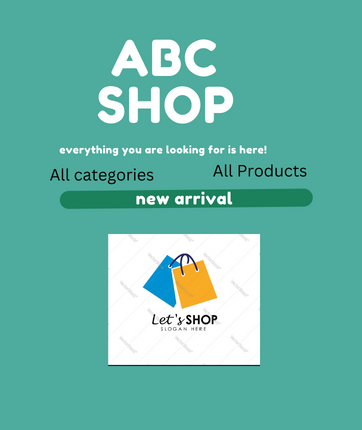 ABC
SHOP
everything you are looking for is here!
All categories
All Products
new arrival
Let's SHOP
SLOGAN HERE